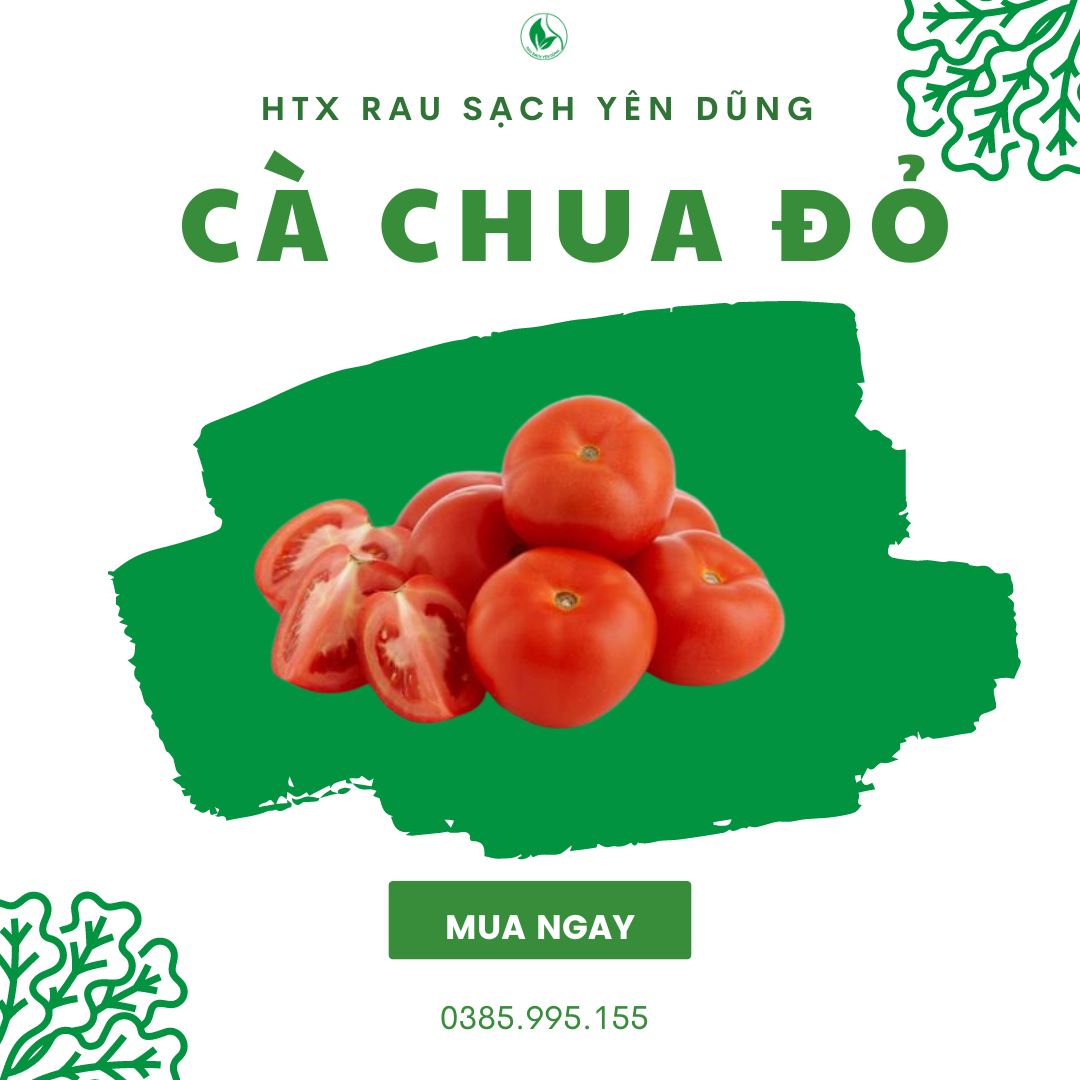 HTX RAU SẠCH YÊN DŨNG
CÀ CHUA ĐỎ
MUA NGAY
0385.995.155